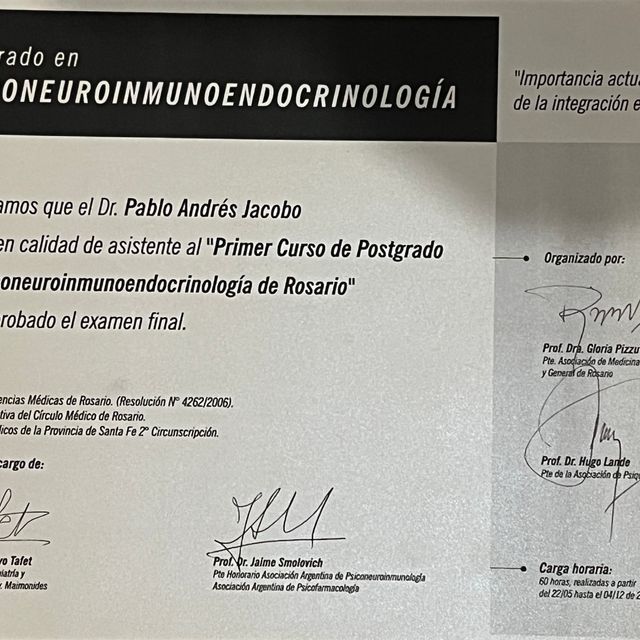 rado en
ONEUROINMUNOENDOCRINOLOGÍA
"Importancia actua
de la integración e
amos que el Dr. Pablo Andrés Jacobo
en calidad de asistente al "Primer Curso de Postgrado
oneuroinmunoendocrinología de Rosario"
robado el examen final.
encias Médicas de Rosario. (Resolución N° 4262/2006).
tiva del Círculo Médico de Rosario.
licos de la Provincia de Santa Fe 2° Circunscripción.
cargo de:
vo Tafet
iatría y
v. Maimonides
Prof. Dr. Jaime Smolovich
Pte Honorario Asociación Argentina de Psiconeuroinmunología
Asociación Argentina de Psicofarmacología
Organizado por:
Prof. Dra. Gloria Pizzu
Pte. Asociación de Medicina
y General de Rosario
Prof. Dr. Hugo Lande
Pte de la Asociación de Psiqu
Carga horaria:
60 horas, realizadas a partir
del 22/05 hasta el 04/12 de 2